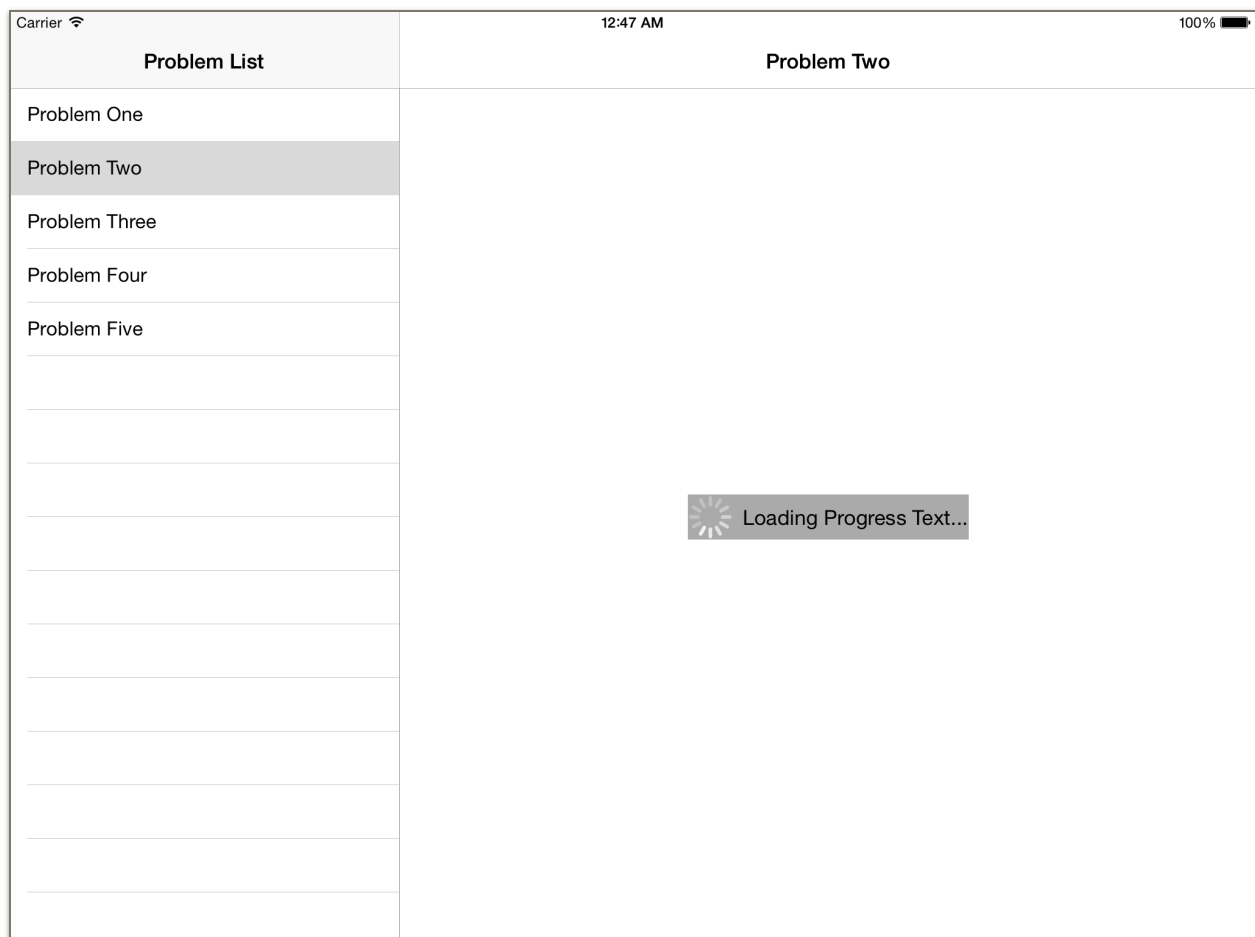 Carrier 12:47 AM 100%
Problem List
Problem Two
Problem One
Problem Two
Problem Three
Problem Four
Problem Five
Loading Progress Text...